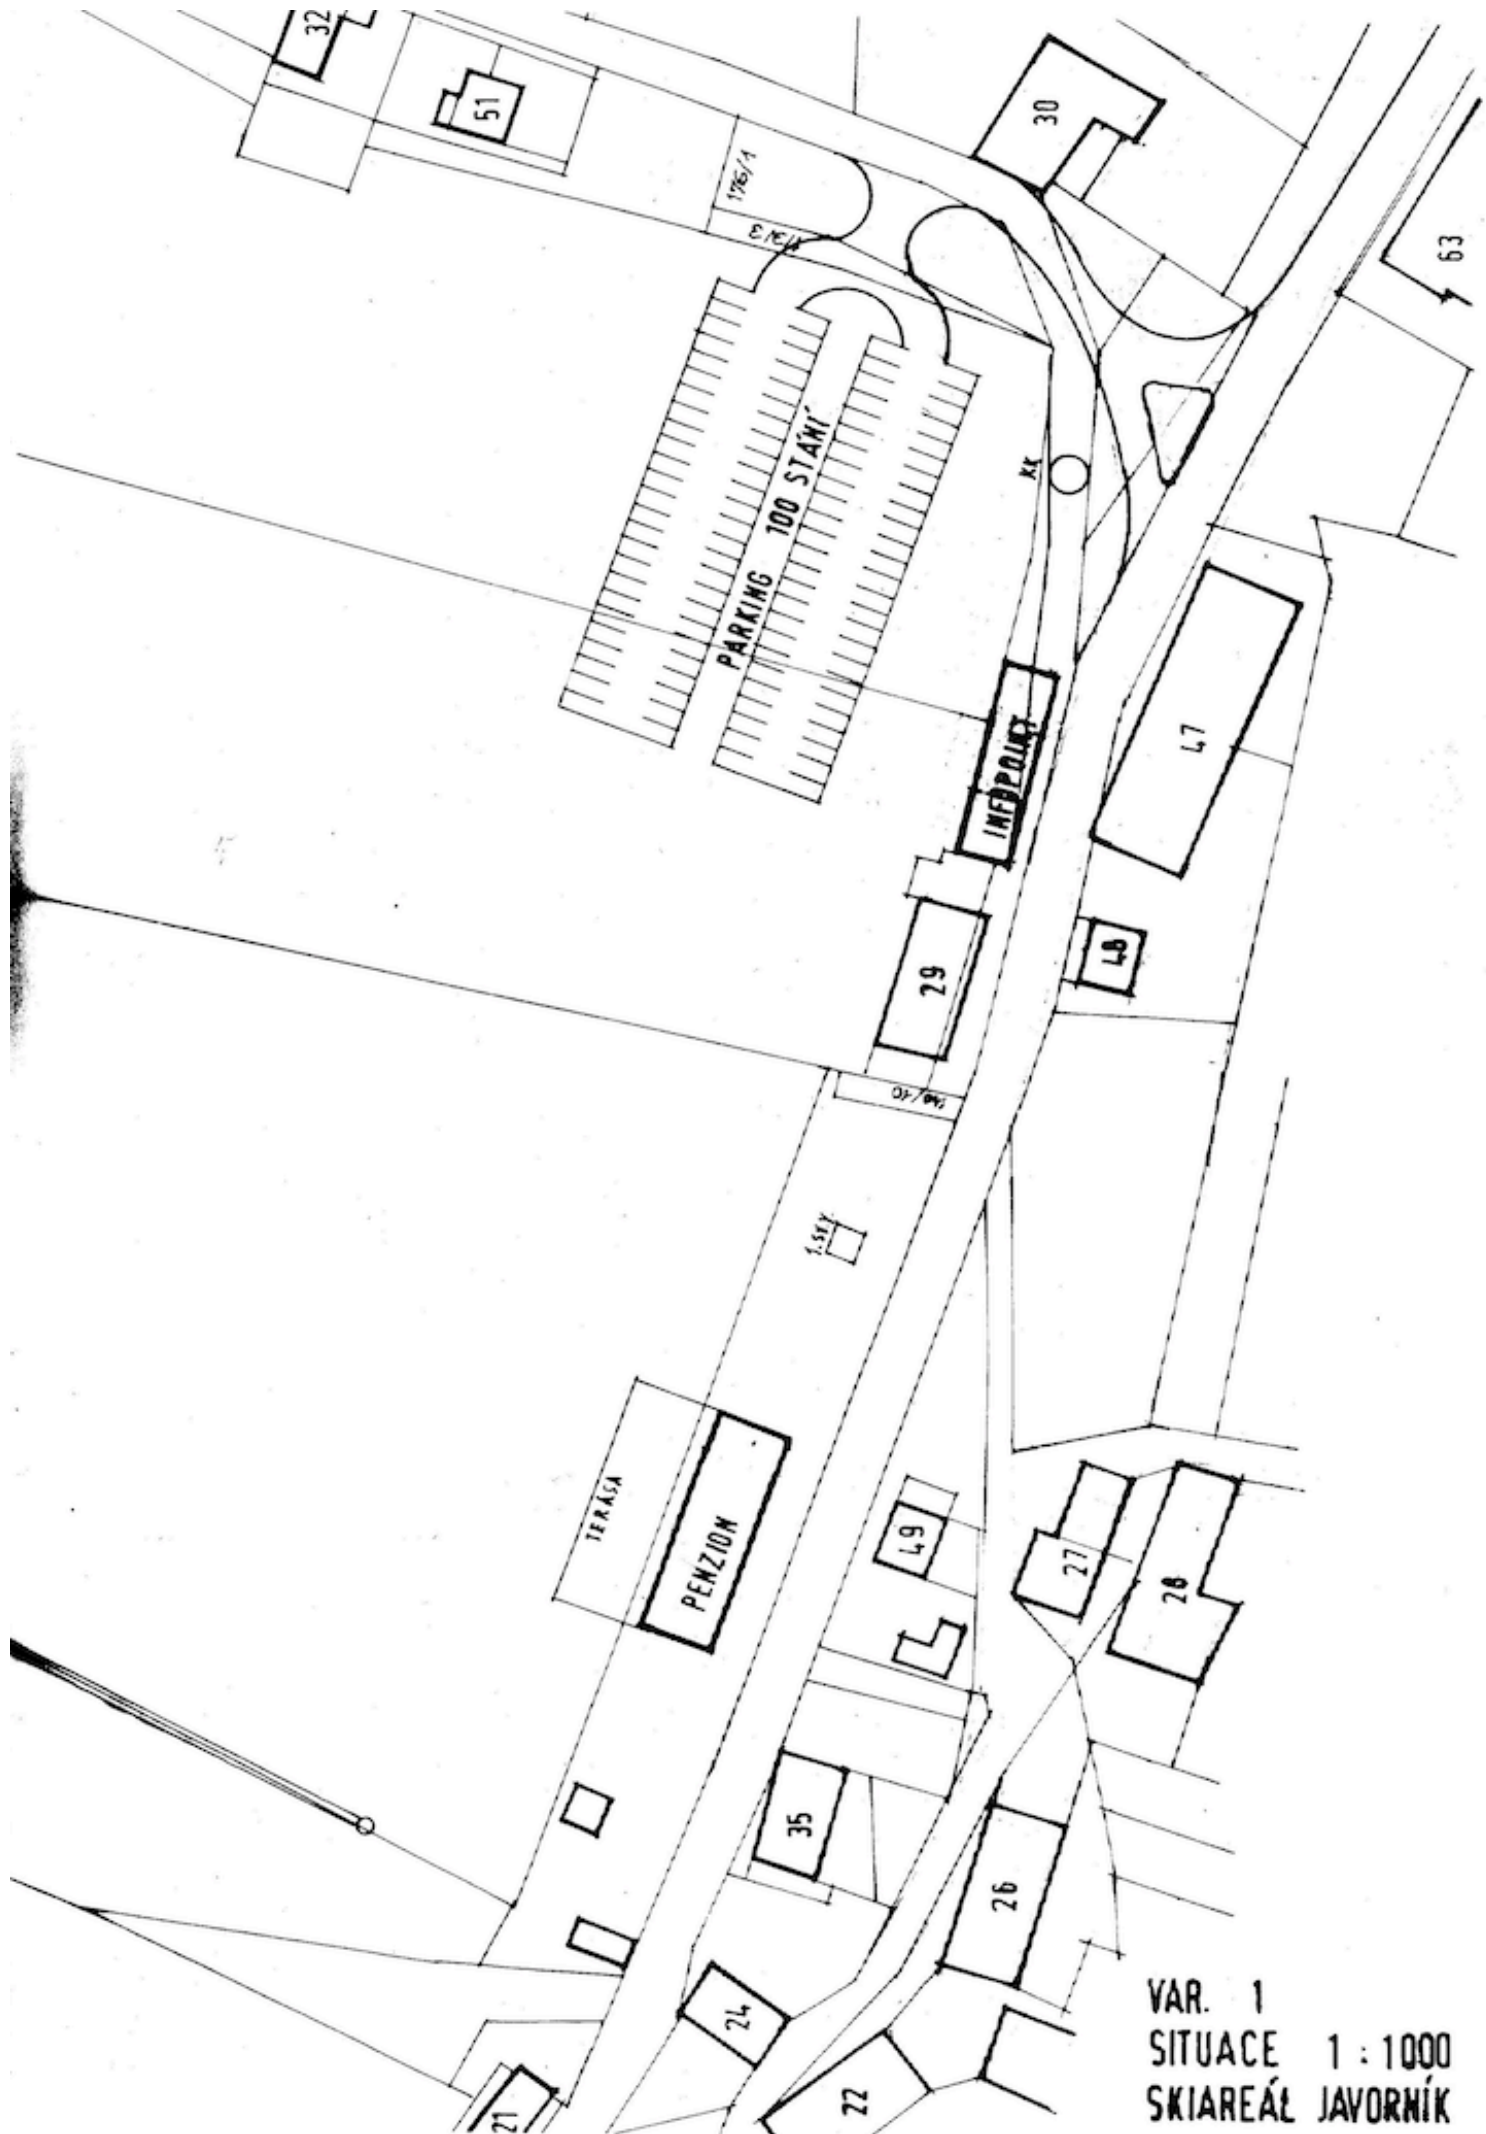 32
51
30
176/1
63
PARKING 100 STÁNÍ
KK
INFOPOINT
47
29
48
TERÁSA
PENZION
49
27
28
35
26
24
22
21
VAR. 1
SITUACE 1:1000
SKIAREÁL JAVORNÍK